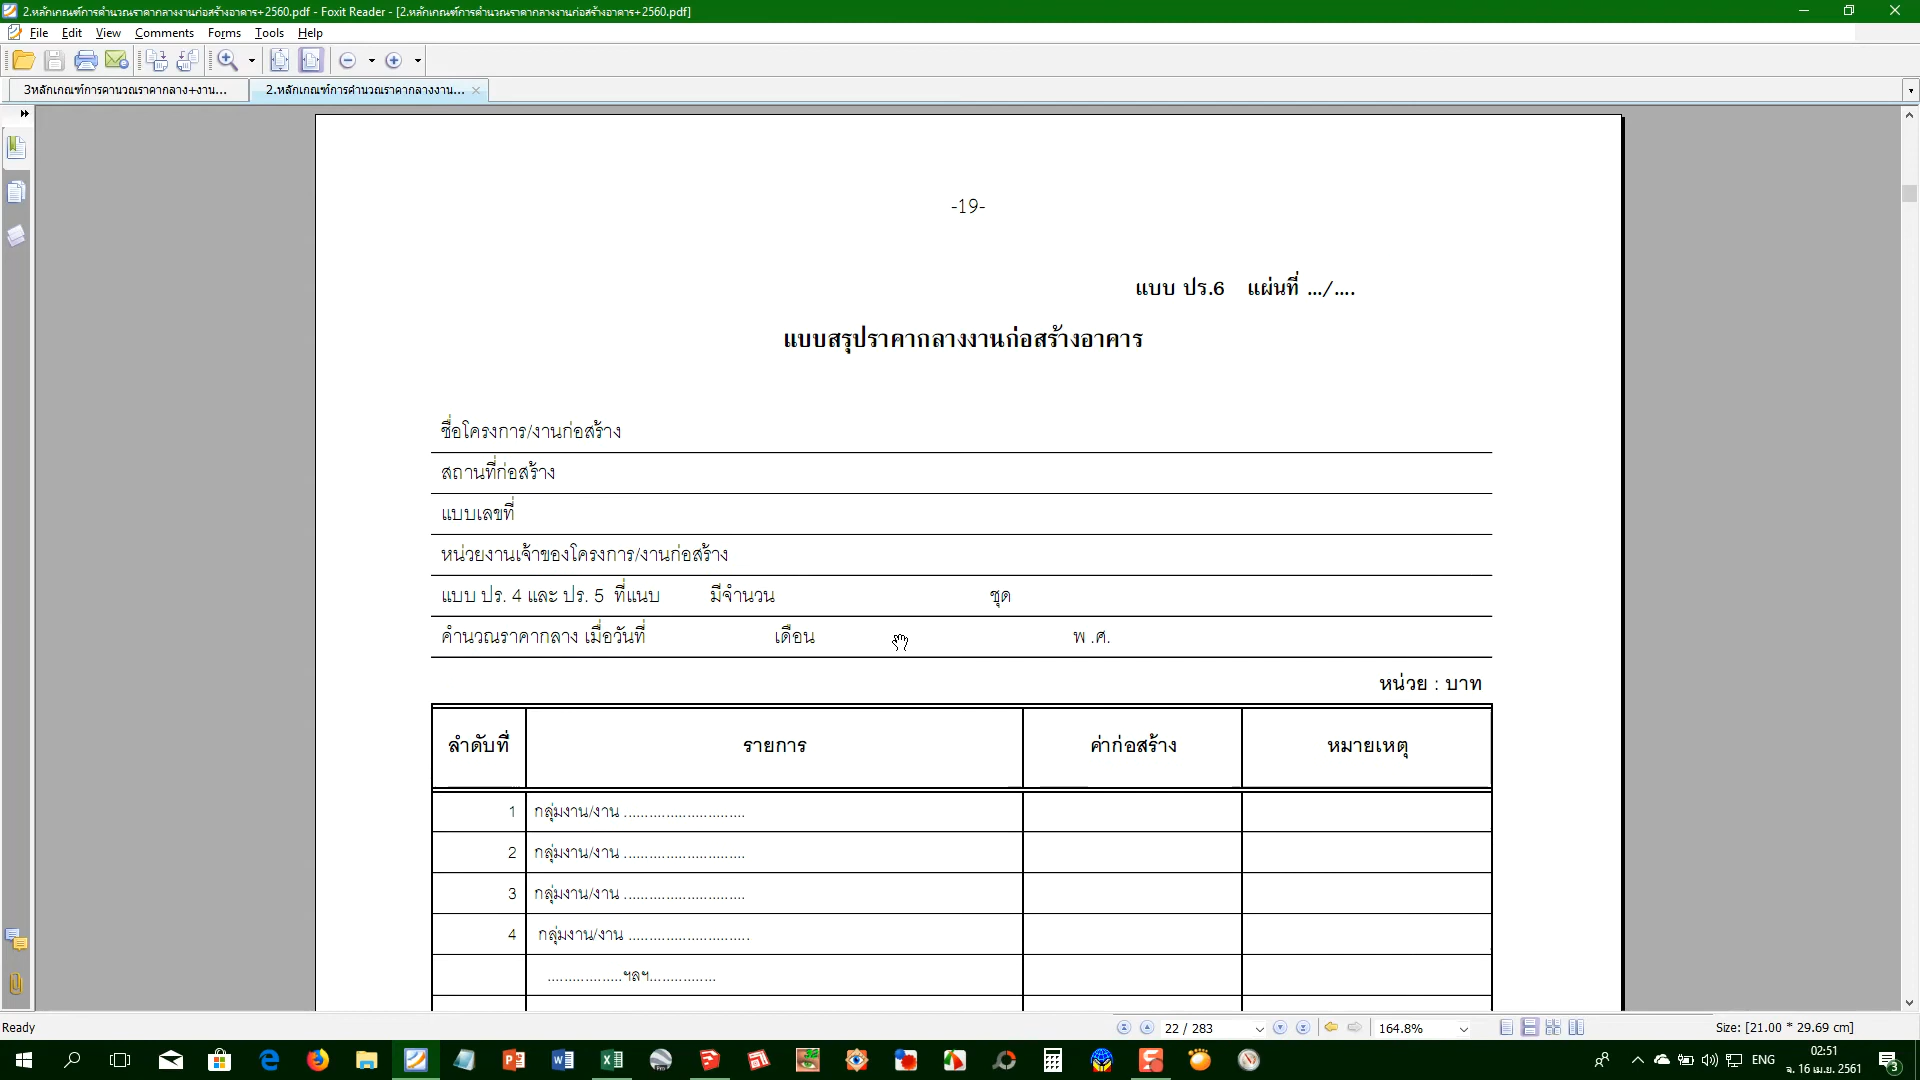 2.หลักเกณฑ์การคำนวณราคากลางงานก่อสร้างอาคาร+2560.pdf - Foxit Reader - [2.หลักเกณฑ์การคำนวณราคากลางงานก่อสร้างอาคาร+2560.pdf]
File Edit View Comments Forms Tools Help
3หลักเกณฑ์การคานวณราคากลาง+งาน... 2.หลักเกณฑ์การคำนวณราคากลางงาน...
-19-
แบบ ปร.6 แผ่นที่ .../....
แบบสรุปราคากลางงานก่อสร้างอาคาร
ชื่อโครงการ/งานก่อสร้าง
สถานที่ก่อสร้าง
แบบเลขที่
หน่วยงานเจ้าของโครงการ/งานก่อสร้าง
แบบ ปร. 4 และ ปร. 5 ที่แนบ มีจำนวน ชุด
คำนวณราคากลาง เมื่อวันที่ เดือน พ .ศ.
หน่วย : บาท
ลำดับที่ รายการ ค่าก่อสร้าง หมายเหตุ
1 กลุ่มงาน/งาน .............................
2 กลุ่มงาน/งาน .............................
3 กลุ่มงาน/งาน .............................
4 กลุ่มงาน/งาน .............................
..................ฯลฯ................
Ready 22 / 283 164.8% Size: [21.00 * 29.69 cm]
ENG 02:51
จ. 16 เม.ย. 2561 3